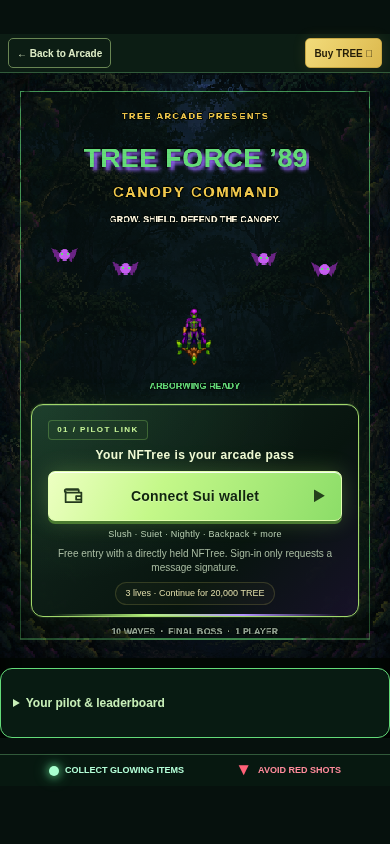 ← Back to Arcade
Buy TREE
TREE ARCADE PRESENTS
TREE FORCE ’89
CANOPY COMMAND
GROW. SHIELD. DEFEND THE CANOPY.
ARBORWING READY
01 / PILOT LINK
Your NFTree is your arcade pass
Connect Sui wallet
Slush · Suiet · Nightly · Backpack + more
Free entry with a directly held NFTree. Sign-in only requests a
message signature.
3 lives · Continue for 20,000 TREE
10 WAVES · FINAL BOSS · 1 PLAYER
Your pilot & leaderboard
COLLECT GLOWING ITEMS
AVOID RED SHOTS